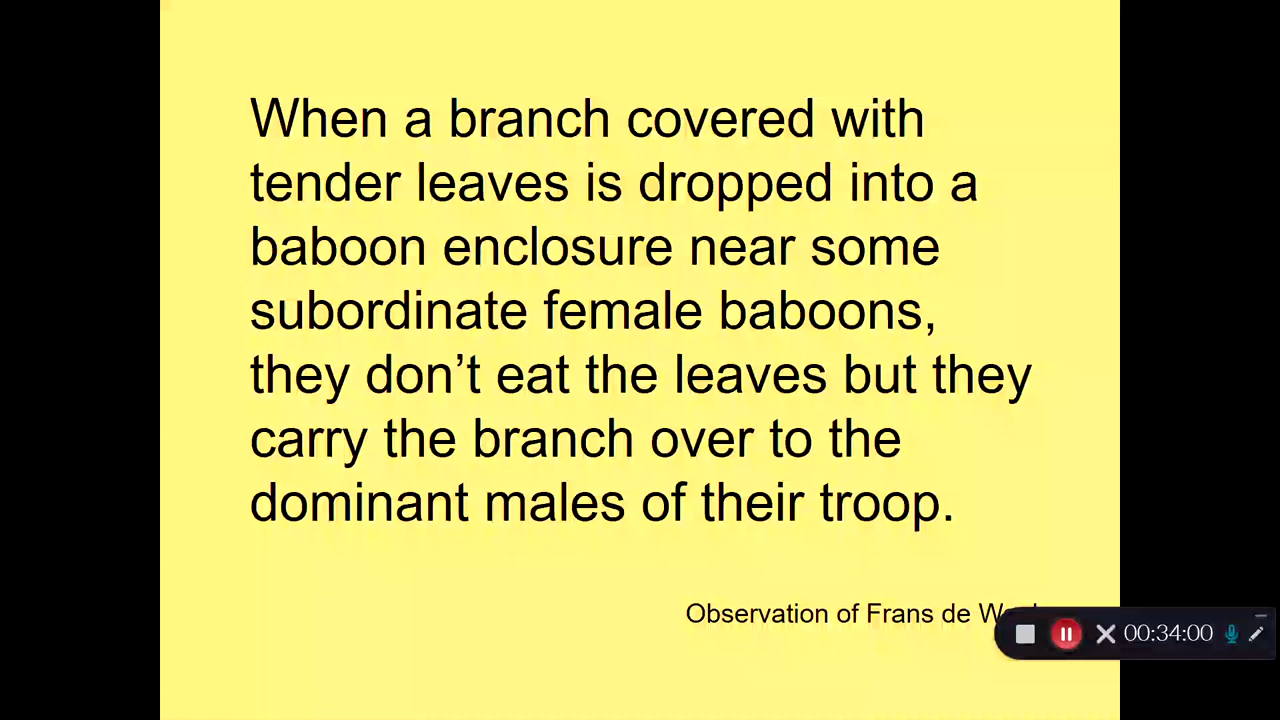 When a branch covered with
tender leaves is dropped into a
baboon enclosure near some
subordinate female baboons,
they don’t eat the leaves but they
carry the branch over to the
dominant males of their troop.
Observation of Frans de
00:34:00